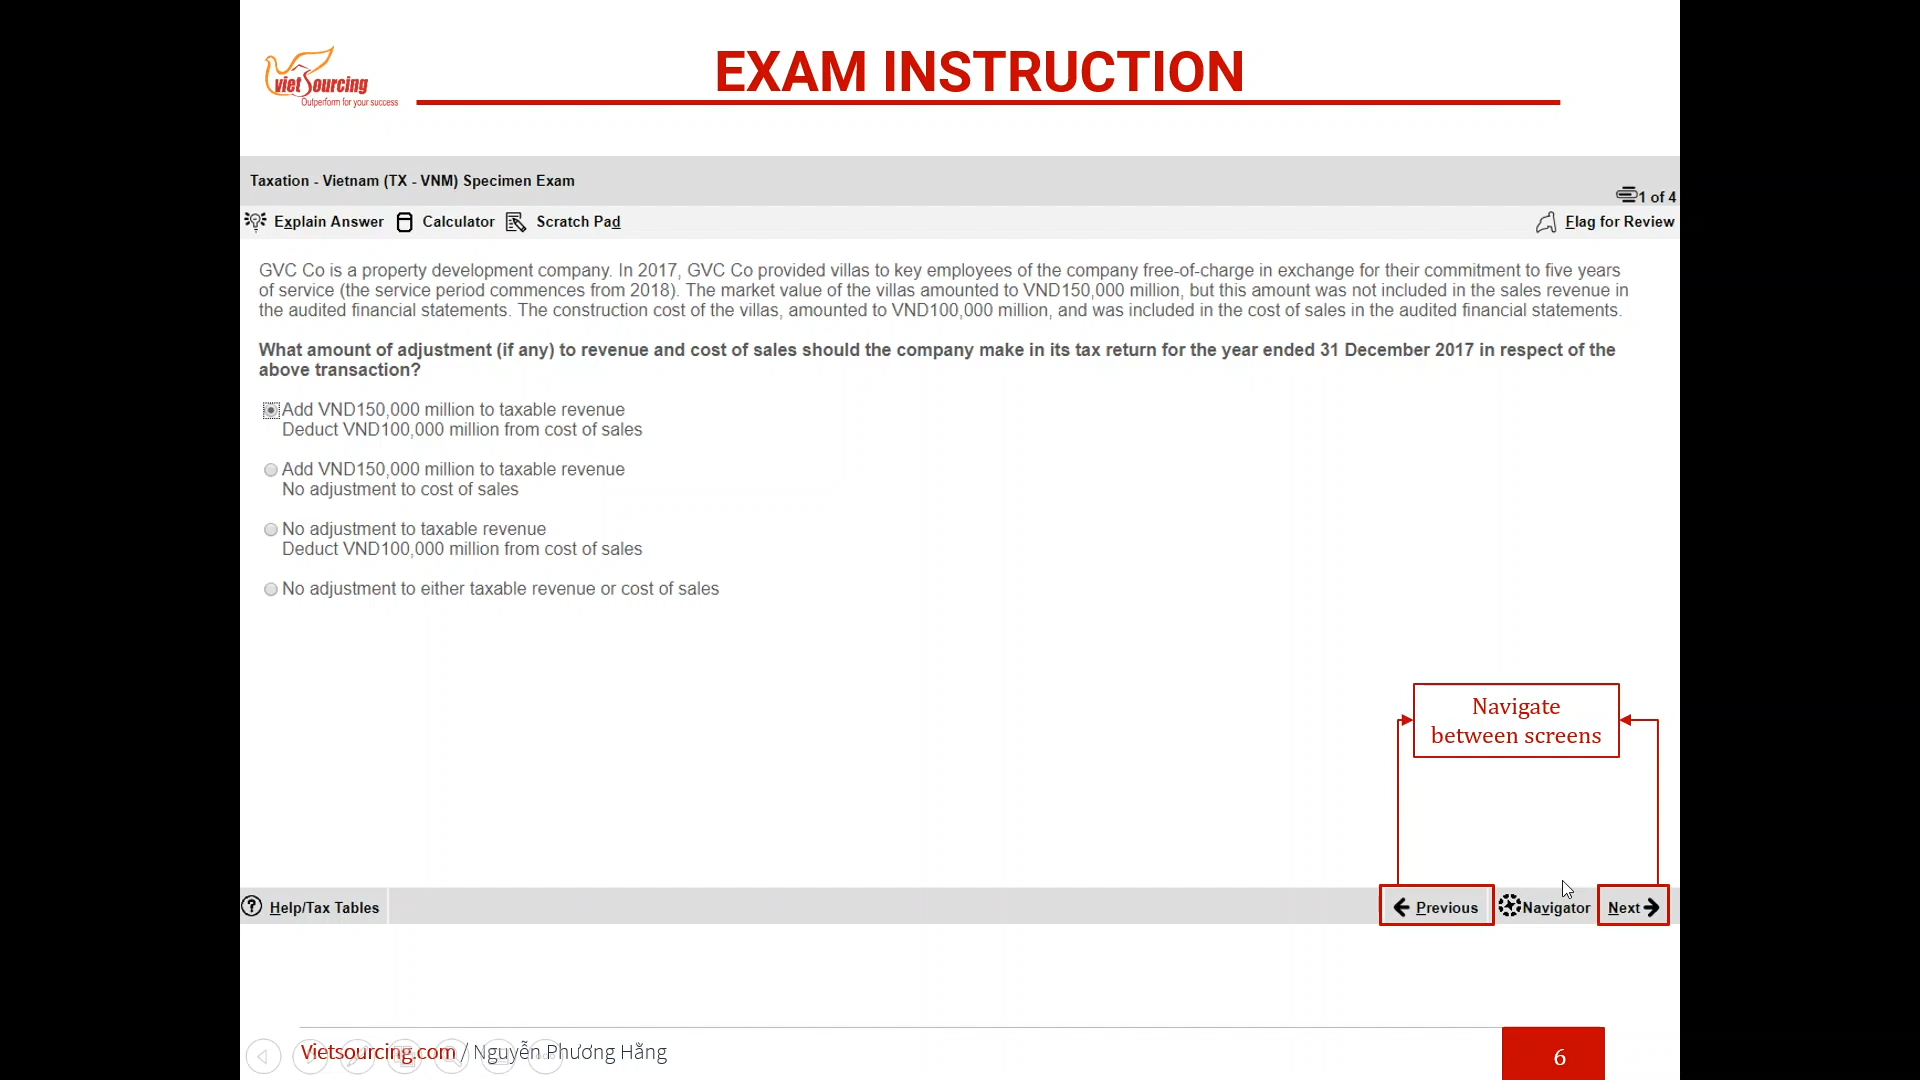 vietSourcing
Outperform for your success
EXAM INSTRUCTION
Taxation - Vietnam (TX - VNM) Specimen Exam
1 of 4
Explain Answer Calculator Scratch Pad
Flag for Review
GVC Co is a property development company. In 2017, GVC Co provided villas to key employees of the company free-of-charge in exchange for their commitment to five years
of service (the service period commences from 2018). The market value of the villas amounted to VND150,000 million, but this amount was not included in the sales revenue in
the audited financial statements. The construction cost of the villas, amounted to VND100,000 million, and was included in the cost of sales in the audited financial statements.
What amount of adjustment (if any) to revenue and cost of sales should the company make in its tax return for the year ended 31 December 2017 in respect of the
above transaction?
Add VND150,000 million to taxable revenue
Deduct VND100,000 million from cost of sales
Add VND150,000 million to taxable revenue
No adjustment to cost of sales
No adjustment to taxable revenue
Deduct VND100,000 million from cost of sales
No adjustment to either taxable revenue or cost of sales
Navigate
between screens
Help/Tax Tables
Previous Navigator Next
Vietsourcing.com / Nguyễn Phương Hằng
6